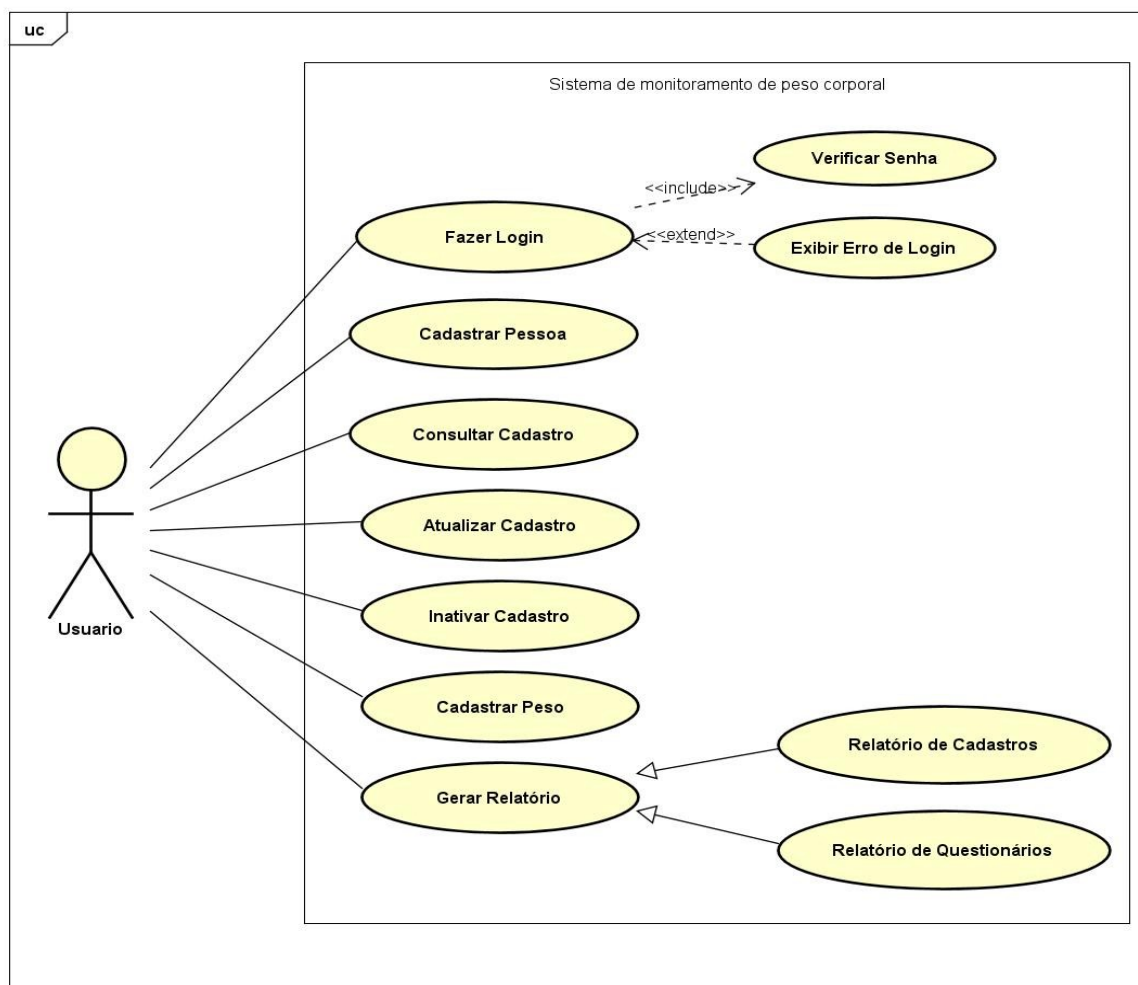 uc
Sistema de monitoramento de peso corporal
Verificar Senha
<<include>>
Fazer Login
<<extend>>
Exibir Erro de Login
Cadastrar Pessoa
Consultar Cadastro
Atualizar Cadastro
Inativar Cadastro
Usuario
Cadastrar Peso
Relatório de Cadastros
Gerar Relatório
Relatório de Questionários